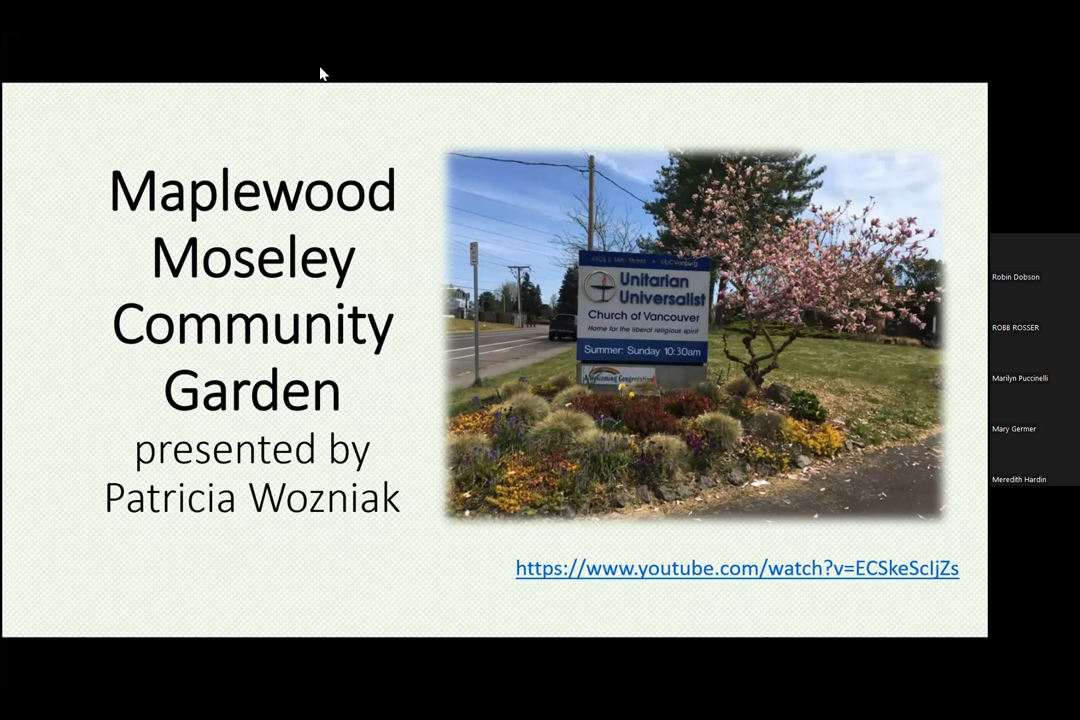 Maplewood
Moseley
Community
Garden
presented by
Patricia Wozniak
Unitarian
Universalist
Church of Vancouver
Home for the liberal religious spirit
Summer: Sunday 10:30am
A Welcoming Congregation
https://www.youtube.com/watch?v=ECSkeScIjZs
Robin Dobson
ROBB ROSSER
Marilyn Puccinelli
Mary Germer
Meredith Hardin